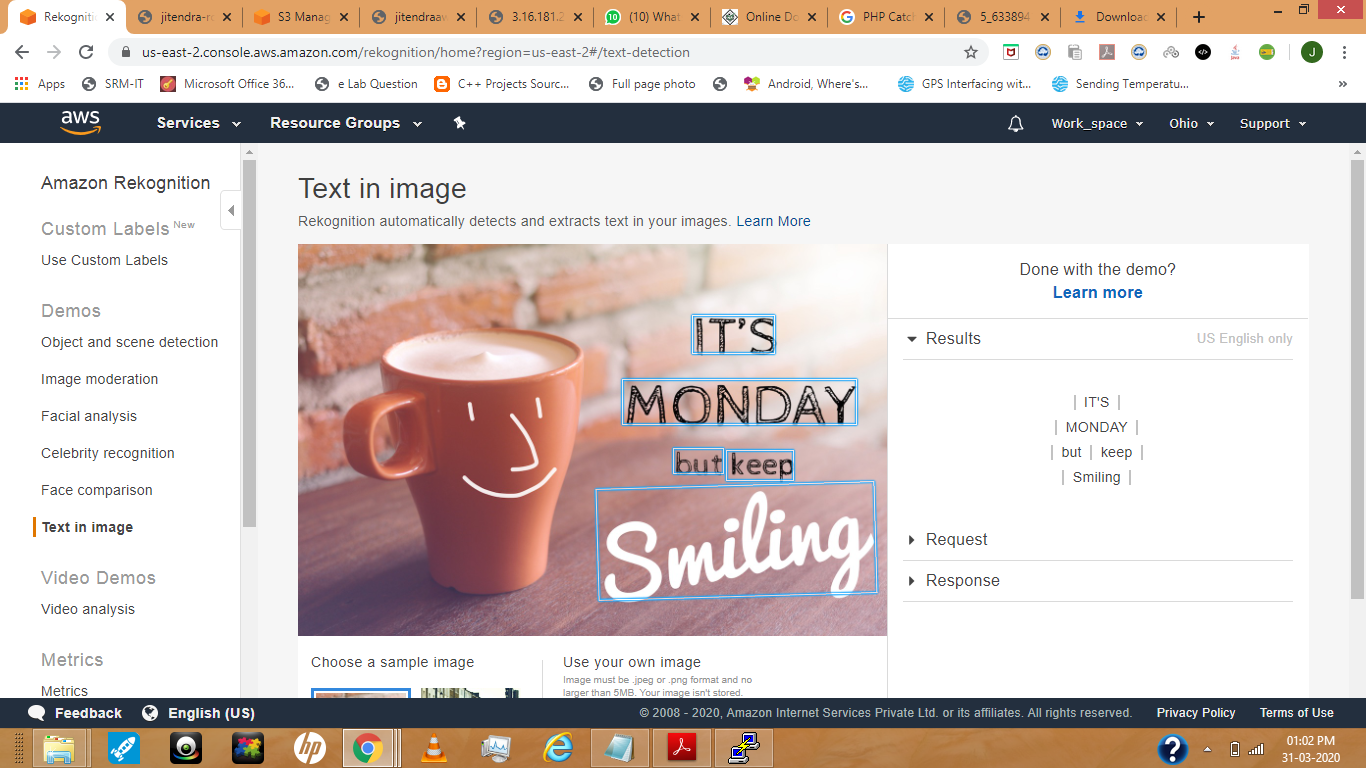 Rekogniti
jitendra-ro
S3 Manag
jitendraaw
3.16.181.2
(10) What
Online Do
PHP Catch
5_633894
Downloa
us-east-2.console.aws.amazon.com/rekognition/home?region=us-east-2#/text-detection
J
Apps
SRM-IT
Microsoft Office 36...
e Lab Question
C++ Projects Sourc...
Full page photo
Android, Where's...
GPS Interfacing wit...
Sending Temperatu...
»
aws
Services
Resource Groups
Work_space
Ohio
Support
Amazon Rekognition
Custom Labels New
Use Custom Labels
Demos
Object and scene detection
Image moderation
Facial analysis
Celebrity recognition
Face comparison
Text in image
Video Demos
Video analysis
Metrics
Metrics
Text in image
Rekognition automatically detects and extracts text in your images. Learn More
IT'S
MONDAY
but keep
Smiling
Choose a sample image
Use your own image
Image must be .jpeg or .png format and no
larger than 5MB. Your image isn't stored.
Done with the demo?
Learn more
Results
US English only
| IT'S |
| MONDAY |
| but | keep |
| Smiling |
Request
Response
Feedback
English (US)
© 2008 - 2020, Amazon Internet Services Private Ltd. or its affiliates. All rights reserved.
Privacy Policy
Terms of Use
hp
01:02 PM
31-03-2020